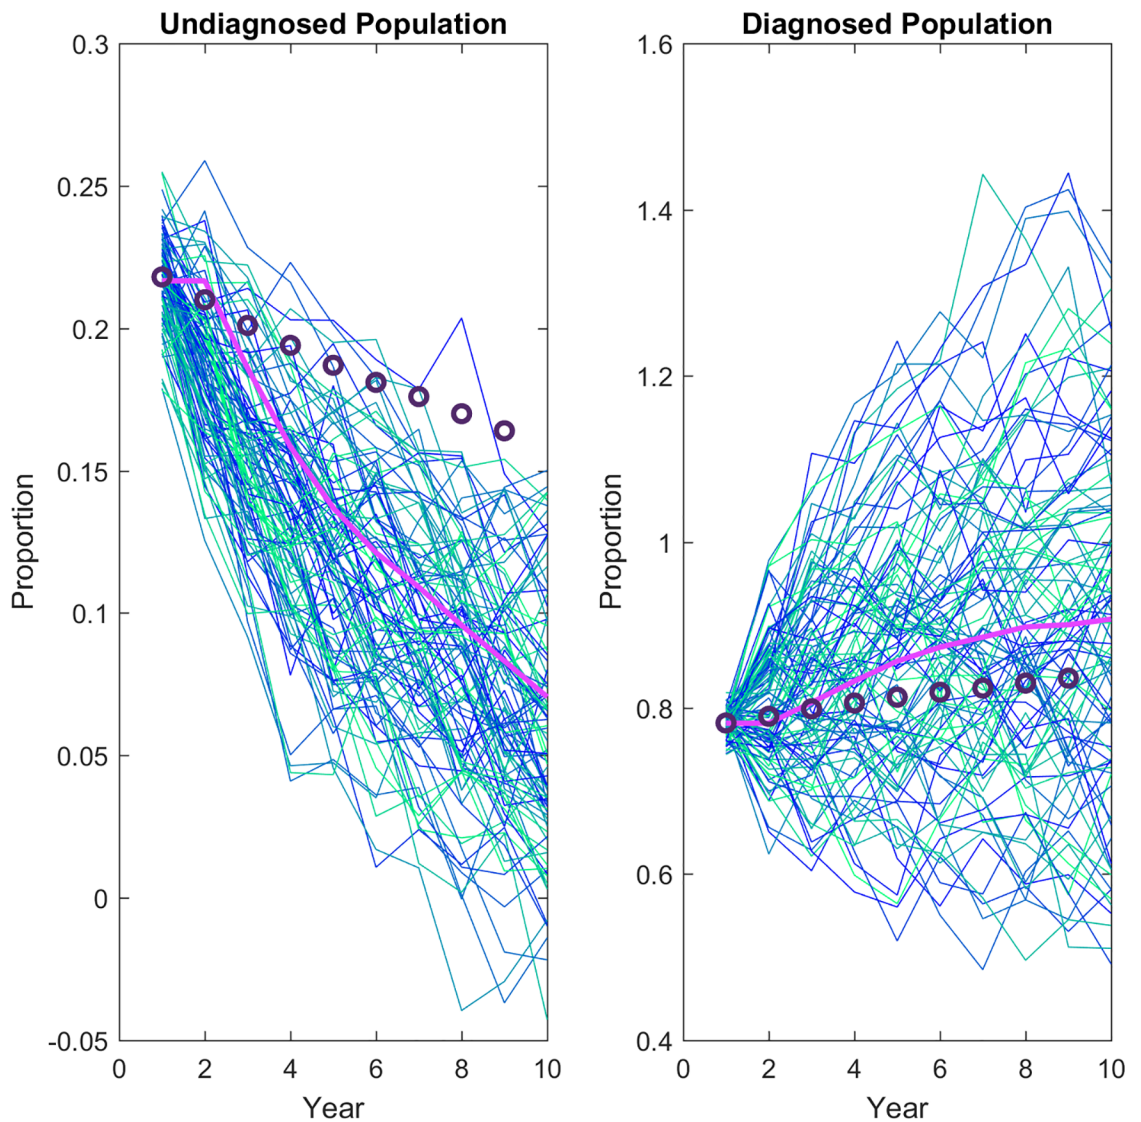 Undiagnosed Population
0.3
0.25
0.2
0.15
0.1
0.05
0
-0.05
0 2 4 6 8 10
Year
Proportion
Diagnosed Population
1.6
1.4
1.2
1
0.8
0.6
0.4
0 2 4 6 8 10
Year
Proportion